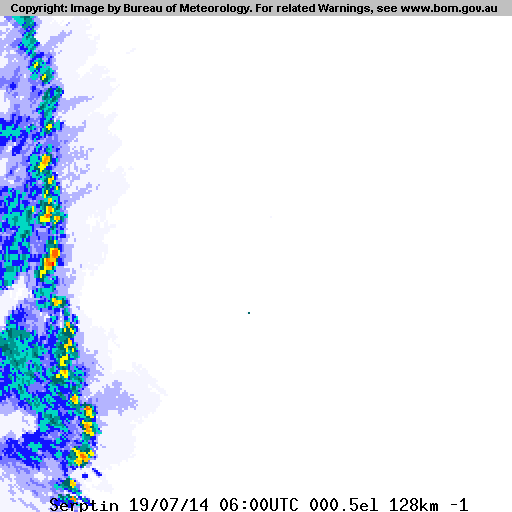 Copyright: Image by Bureau of Meteorology. For related Warnings, see www.bom.gov.au
Serptin 19/07/14 06:00UTC 000.5el 128km -1